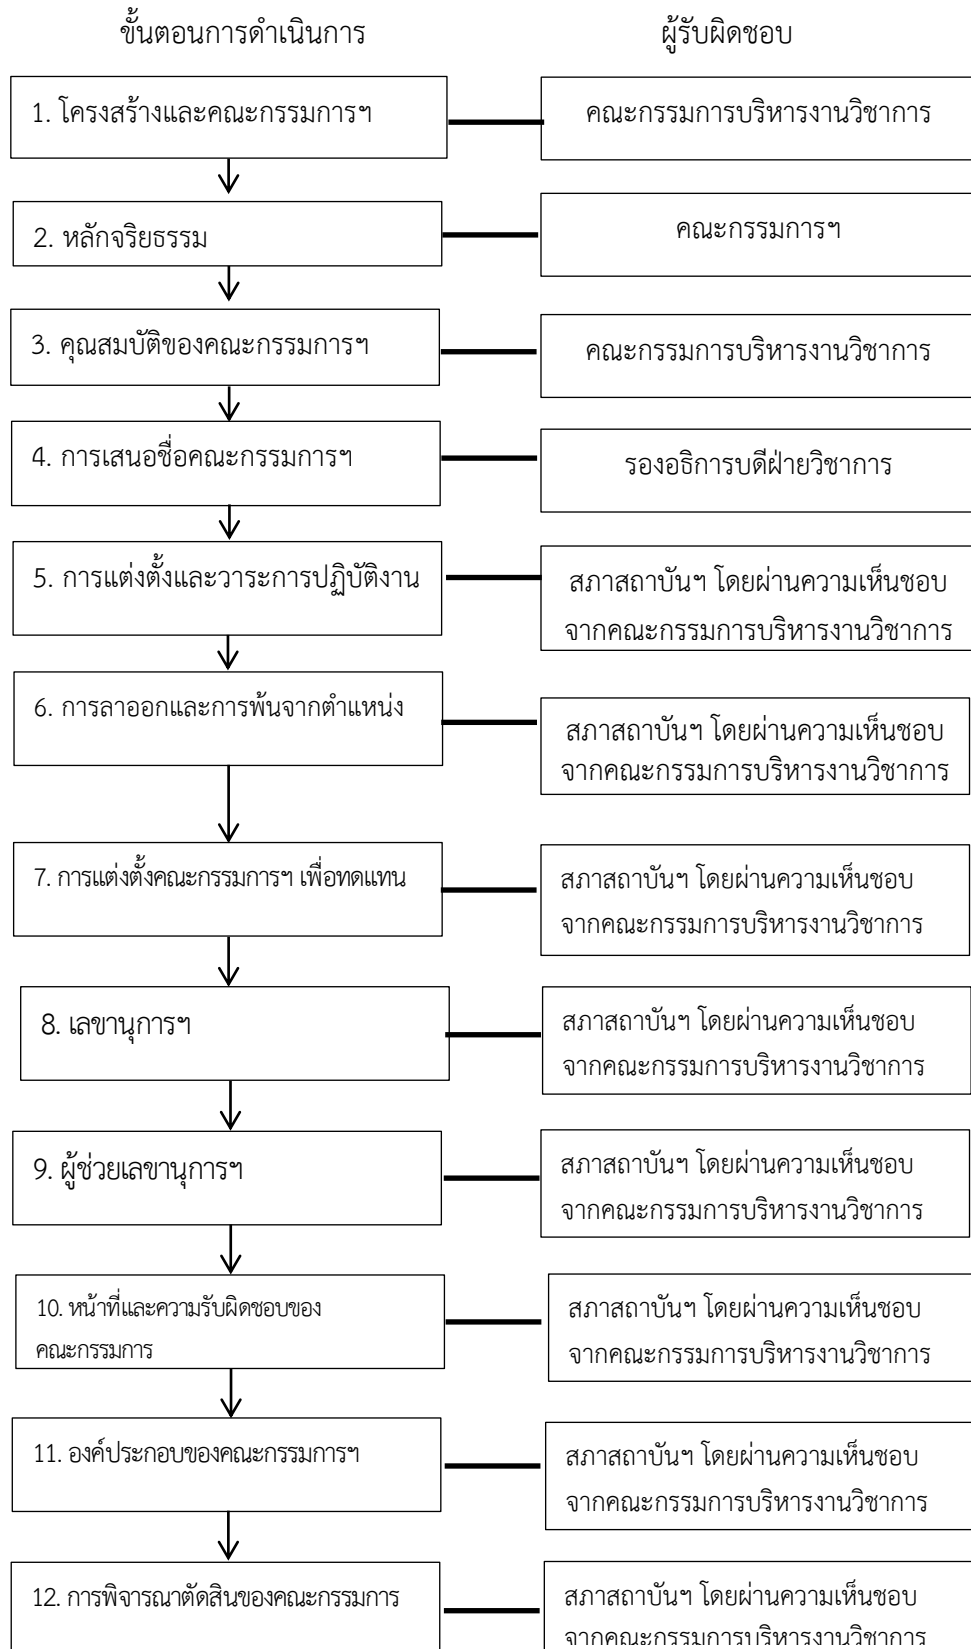 ขั้นตอนการดำเนินการ
ผู้รับผิดชอบ
1. โครงสร้างและคณะกรรมการฯ
คณะกรรมการบริหารงานวิชาการ
2. หลักจริยธรรม
คณะกรรมการฯ
3. คุณสมบัติของคณะกรรมการฯ
คณะกรรมการบริหารงานวิชาการ
4. การเสนอชื่อคณะกรรมการฯ
รองอธิการบดีฝ่ายวิชาการ
5. การแต่งตั้งและวาระการปฏิบัติงาน
สภาสถาบันฯ โดยผ่านความเห็นชอบ
จากคณะกรรมการบริหารงานวิชาการ
6. การลาออกและการพ้นจากตำแหน่ง
สภาสถาบันฯ โดยผ่านความเห็นชอบ
จากคณะกรรมการบริหารงานวิชาการ
7. การแต่งตั้งคณะกรรมการฯ เพื่อทดแทน
สภาสถาบันฯ โดยผ่านความเห็นชอบ
จากคณะกรรมการบริหารงานวิชาการ
8. เลขานุการฯ
สภาสถาบันฯ โดยผ่านความเห็นชอบ
จากคณะกรรมการบริหารงานวิชาการ
9. ผู้ช่วยเลขานุการฯ
สภาสถาบันฯ โดยผ่านความเห็นชอบ
จากคณะกรรมการบริหารงานวิชาการ
10. หน้าที่และความรับผิดชอบของ
คณะกรรมการ
สภาสถาบันฯ โดยผ่านความเห็นชอบ
จากคณะกรรมการบริหารงานวิชาการ
11. องค์ประกอบของคณะกรรมการฯ
สภาสถาบันฯ โดยผ่านความเห็นชอบ
จากคณะกรรมการบริหารงานวิชาการ
12. การพิจารณาตัดสินของคณะกรรมการ
สภาสถาบันฯ โดยผ่านความเห็นชอบ
จากคณะกรรมการบริหารงานวิชาการ